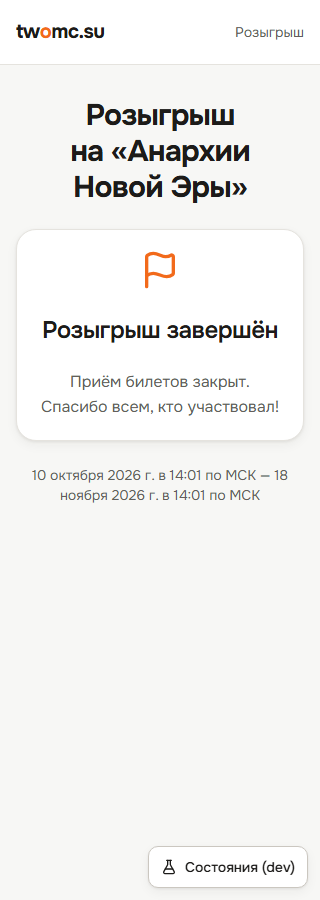 twomc.su
Розыгрыш
Розыгрыш
на «Анархии
Новой Эры»
Розыгрыш завершён
Приём билетов закрыт.
Спасибо всем, кто участвовал!
10 октября 2026 г. в 14:01 по МСК — 18
ноября 2026 г. в 14:01 по МСК
Состояния (dev)